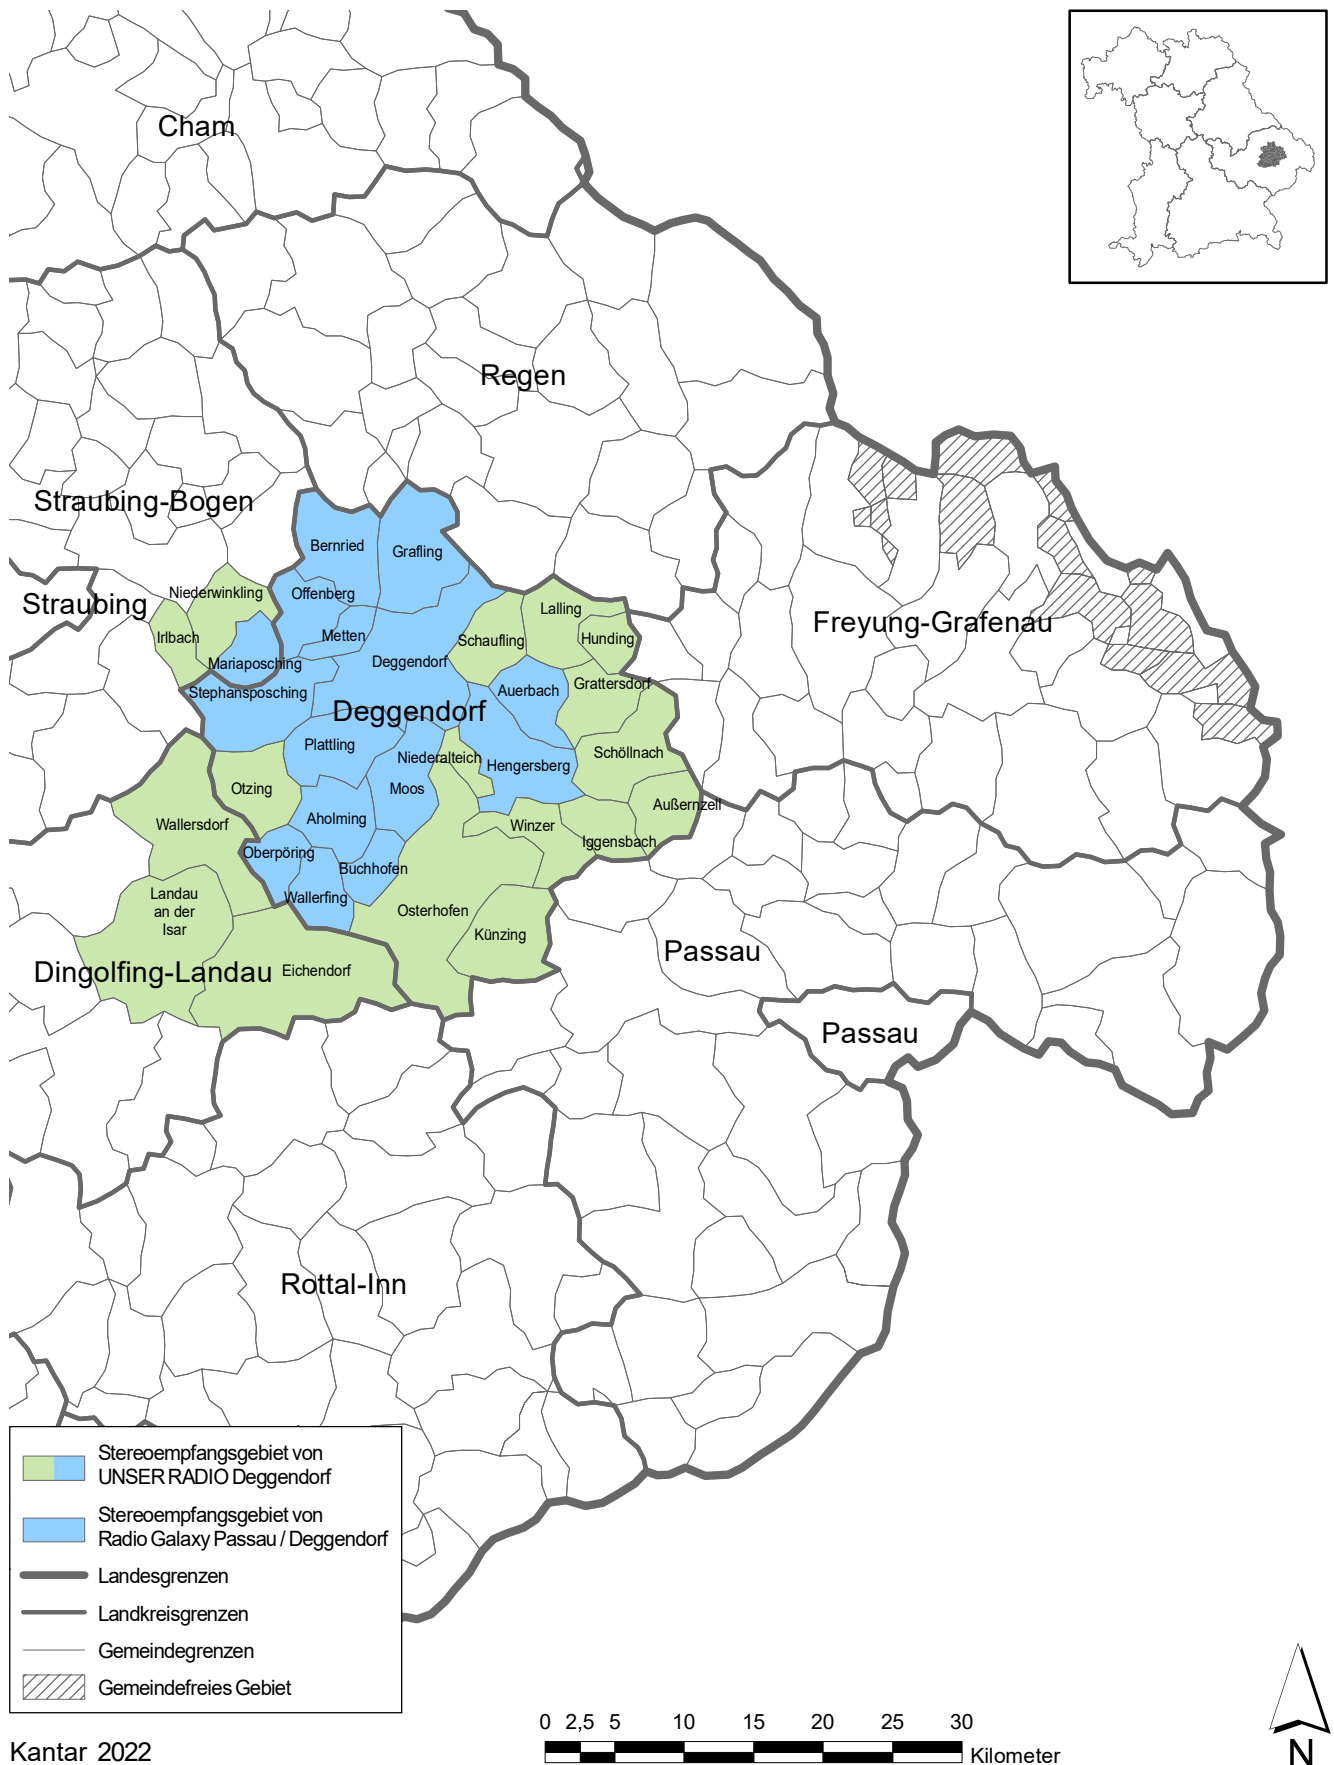 Cham
Regen
Straubing-Bogen
Bernried
Grafling
Niederwinkling
Offenberg
Straubing
Lalling
Freyung-Grafenau
Irlbach
Metten
Schaufling
Hunding
Mariaposching
Deggendorf
Stephansposching
Auerbach
Grattersdorf
Deggendorf
Plattling
Niederalteich
Schöllnach
Hengersberg
Otzing
Moos
Außernzell
Wallersdorf
Aholming
Winzer
Iggensbach
Oberpöring
Buchhofen
Landau
an der
Isar
Wallerfing
Osterhofen
Künzing
Passau
Dingolfing-Landau
Eichendorf
Passau
Rottal-Inn
Stereoempfangsgebiet von
UNSER RADIO Deggendorf
Stereoempfangsgebiet von
Radio Galaxy Passau / Deggendorf
Landesgrenzen
Landkreisgrenzen
Gemeindegrenzen
Gemeindefreies Gebiet
0 2,5 5 10 15 20 25 30
Kilometer
N
Kantar 2022